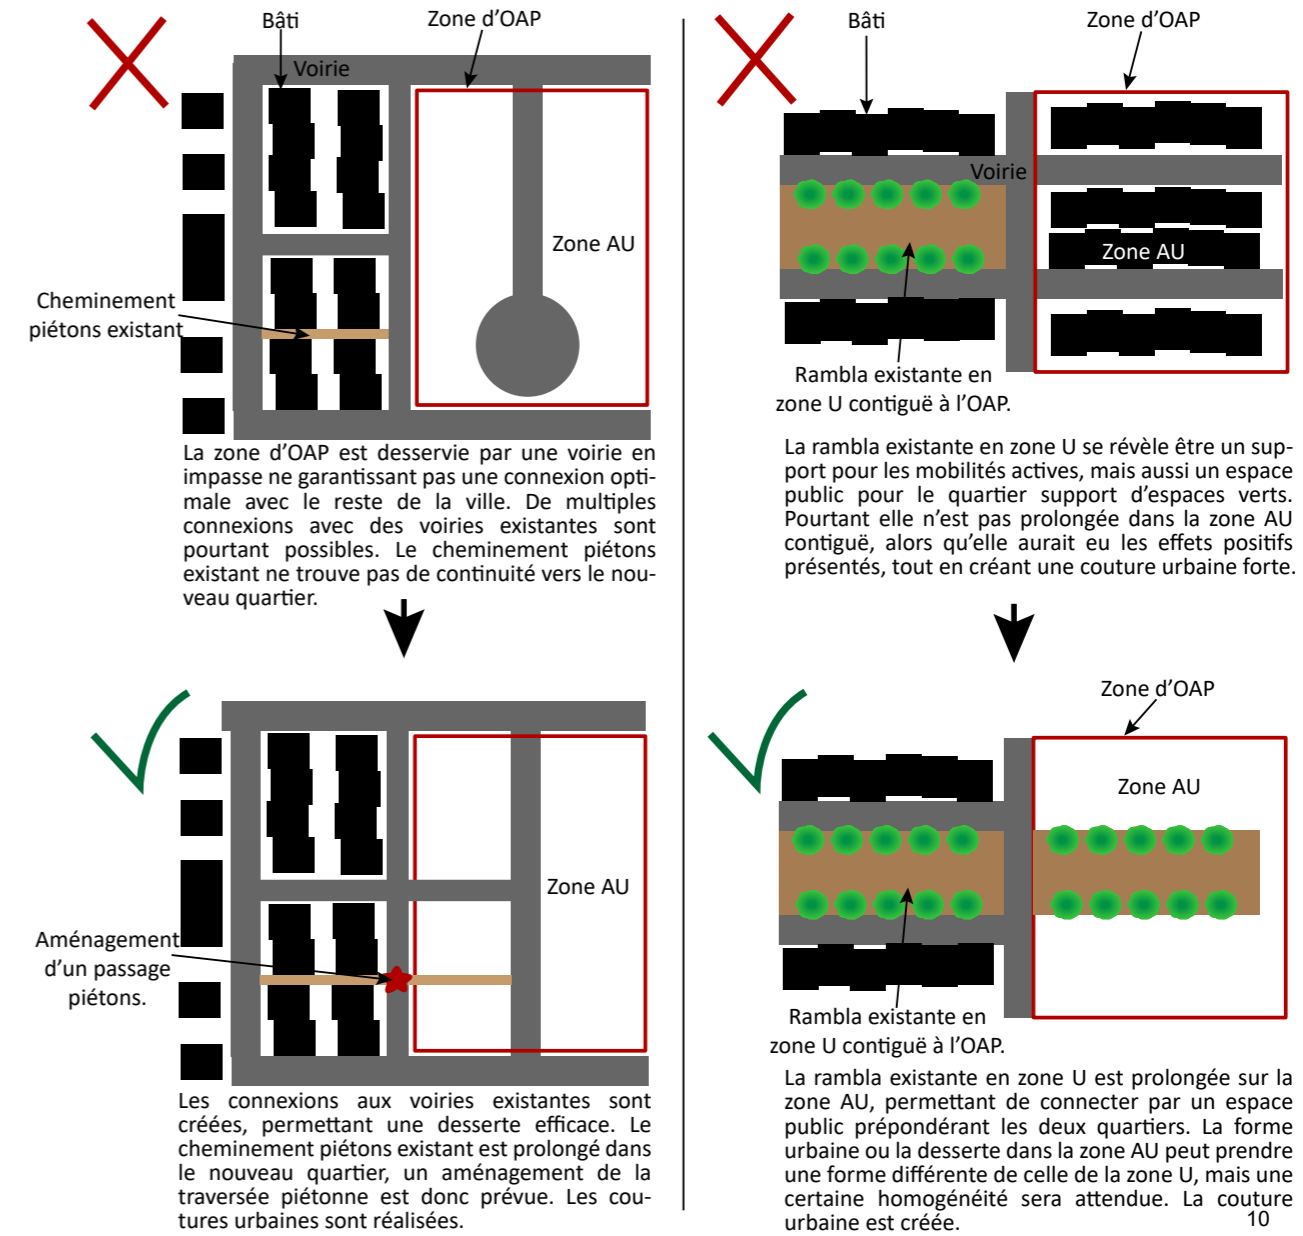 Bâti
Zone d'OAP
Voirie
Zone AU
Cheminement
piétons existant
La zone d'OAP est desservie par une voirie en
impasse ne garantissant pas une connexion opti-
male avec le reste de la ville. De multiples
connexions avec des voiries existantes sont
pourtant possibles. Le cheminement piétons
existant ne trouve pas de continuité vers le nou-
veau quartier.
Zone AU
Aménagement
d'un passage
piétons.
Les connexions aux voiries existantes sont
créées, permettant une desserte efficace. Le
cheminement piétons existant est prolongé dans
le nouveau quartier, un aménagement de la
traversée piétonne est donc prévue. Les cou-
tures urbaines sont réalisées.
Bâti
Zone d'OAP
Voirie
Zone AU
Rambla existante en
zone U contiguë à l'OAP.
La rambla existante en zone U se révèle être un sup-
port pour les mobilités actives, mais aussi un espace
public pour le quartier support d'espaces verts.
Pourtant elle n'est pas prolongée dans la zone AU
contiguë, alors qu'elle aurait eu les effets positifs
présentés, tout en créant une couture urbaine forte.
Zone d'OAP
Zone AU
Rambla existante en
zone U contiguë à l'OAP.
La rambla existante en zone U est prolongée sur la
zone AU, permettant de connecter par un espace
public prépondérant les deux quartiers. La forme
urbaine ou la desserte dans la zone AU peut prendre
une forme différente de celle de la zone U, mais une
certaine homogénéité sera attendue. La couture
urbaine est créée.
10